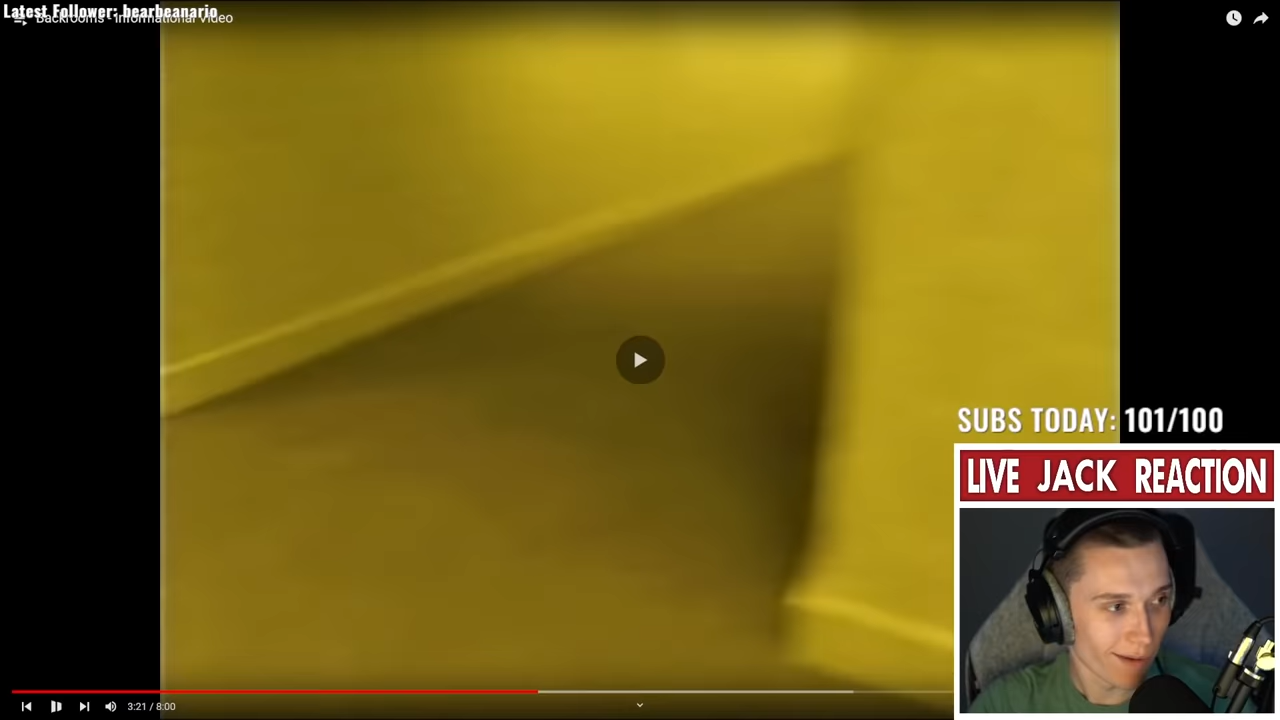 Latest Follower: bearbeanario
Backrooms - Informational Video
SUBS TODAY: 101/100
LIVE JACK REACTION
3:21 / 8:00